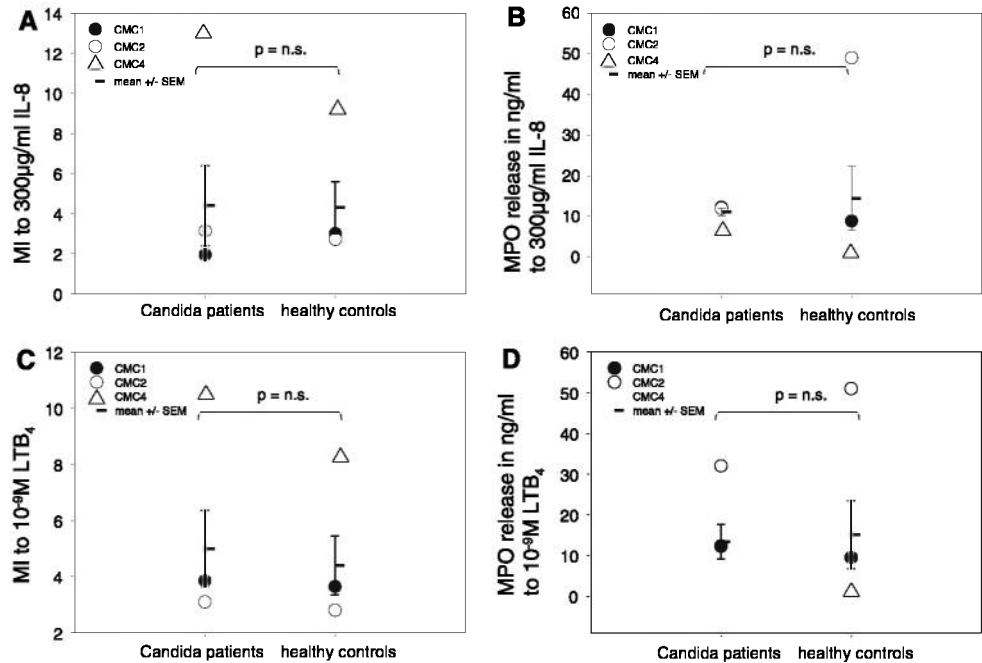 A
MI to 300µg/ml IL-8
14
12
10
8
6
4
2
0
CMC1
CMC2
CMC4
mean +/- SEM
p = n.s.
Candida patients healthy controls
B
MPO release in ng/ml
to 300µg/ml IL-8
60
50
40
30
20
10
0
CMC1
CMC2
CMC4
mean +/- SEM
p = n.s.
Candida patients healthy controls
C
MI to 10⁻⁹M LTB₄
12
10
8
6
4
2
CMC1
CMC2
CMC4
mean +/- SEM
p = n.s.
Candida patients healthy controls
D
MPO release in ng/ml
to 10⁻⁹M LTB₄
60
50
40
30
20
10
0
CMC1
CMC2
CMC4
mean +/- SEM
p = n.s.
Candida patients healthy controls